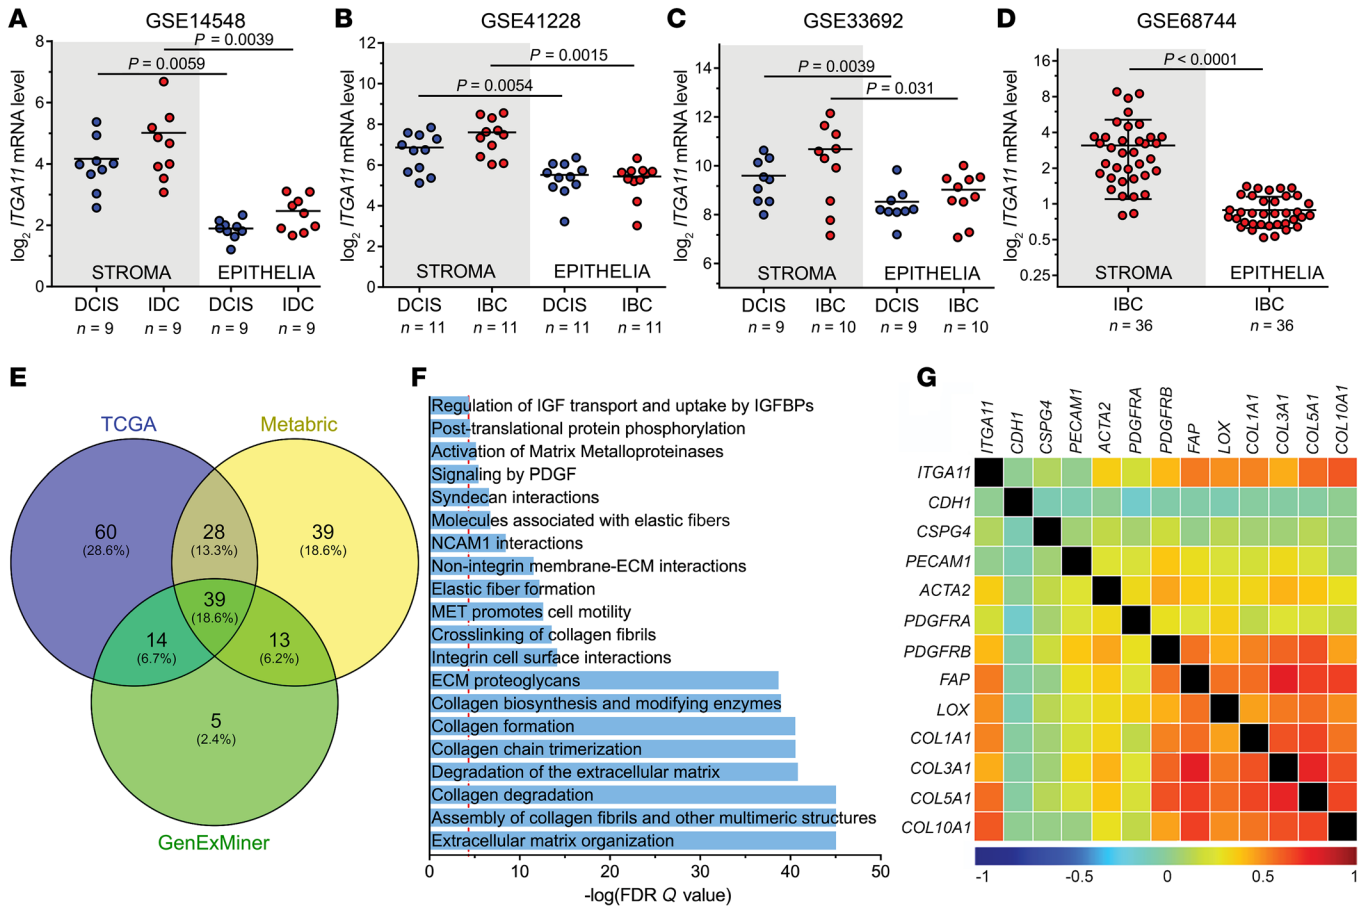 A
GSE14548
log2 ITGA11 mRNA level
8
6
4
2
0
P = 0.0039
P = 0.0059
STROMA
EPITHELIA
DCIS
IDC
DCIS
IDC
n = 9
n = 9
n = 9
n = 9
B
GSE41228
log2 ITGA11 mRNA level
12
10
8
6
4
2
0
P = 0.0015
P = 0.0054
STROMA
EPITHELIA
DCIS
IBC
DCIS
IBC
n = 11
n = 11
n = 11
n = 11
C
GSE33692
log2 ITGA11 mRNA level
14
12
10
8
6
P = 0.0039
P = 0.031
STROMA
EPITHELIA
DCIS
IBC
DCIS
IBC
n = 9
n = 10
n = 9
n = 10
D
GSE68744
log2 ITGA11 mRNA level
16
8
4
2
1
0.5
0.25
P < 0.0001
STROMA
EPITHELIA
IBC
IBC
n = 36
n = 36
E
TCGA
Metabric
60
(28.6%)
28
(13.3%)
39
(18.6%)
39
(18.6%)
14
(6.7%)
13
(6.2%)
5
(2.4%)
GenExMiner
F
Regulation of IGF transport and uptake by IGFBPs
Post-translational protein phosphorylation
Activation of Matrix Metalloproteinases
Signaling by PDGF
Syndecan interactions
Molecules associated with elastic fibers
NCAM1 interactions
Non-integrin membrane-ECM interactions
Elastic fiber formation
MET promotes cell motility
Crosslinking of collagen fibrils
Integrin cell surface interactions
ECM proteoglycans
Collagen biosynthesis and modifying enzymes
Collagen formation
Collagen chain trimerization
Degradation of the extracellular matrix
Collagen degradation
Assembly of collagen fibrils and other multimeric structures
Extracellular matrix organization
0 10 20 30 40 50
-log(FDR Q value)
G
ITGA11
CDH1
CSPG4
PECAM1
ACTA2
PDGFRA
PDGFRB
FAP
LOX
COL1A1
COL3A1
COL5A1
COL10A1
ITGA11
CDH1
CSPG4
PECAM1
ACTA2
PDGFRA
PDGFRB
FAP
LOX
COL1A1
COL3A1
COL5A1
COL10A1
-1 -0.5 0 0.5 1